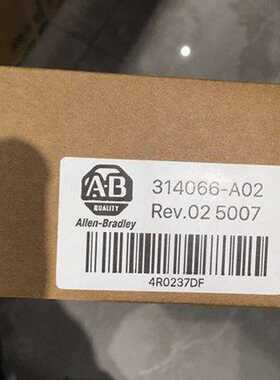 AB
QUALITY
Allen-Bradley
314066-A02
Rev.02 5007
4R0237DF